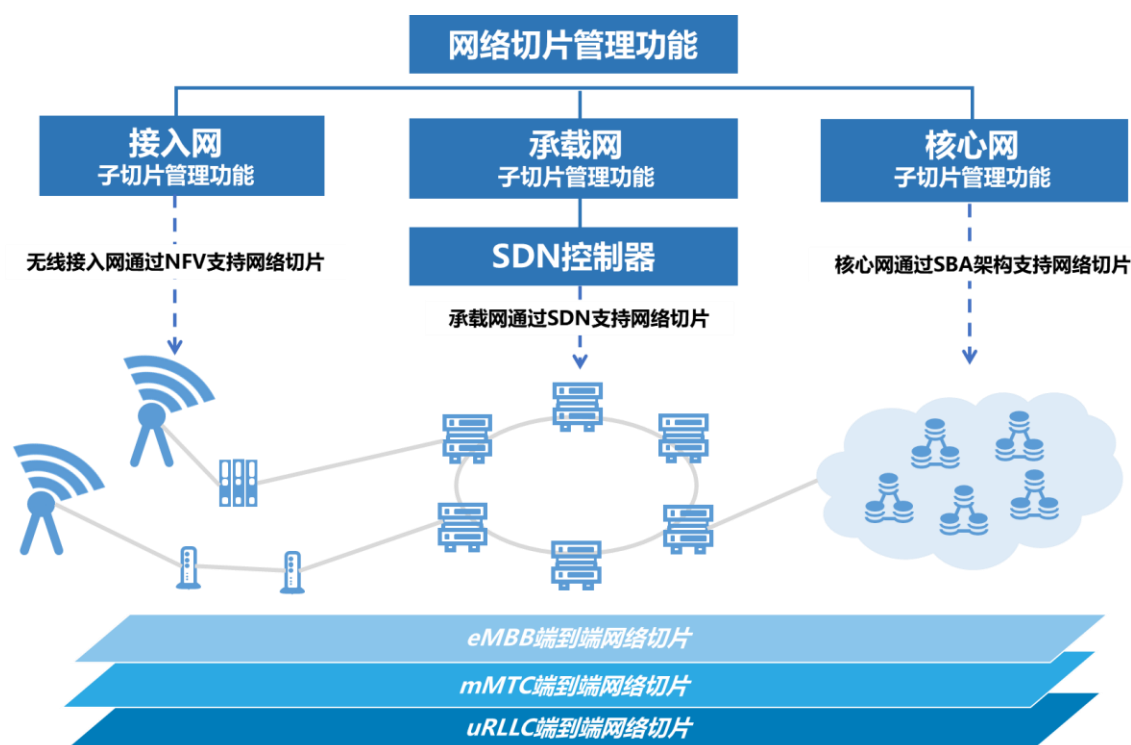 网络切片管理功能
接入网
子切片管理功能
承载网
子切片管理功能
核心网
子切片管理功能
SDN控制器
无线接入网通过NFV支持网络切片
核心网通过SBA架构支持网络切片
承载网通过SDN支持网络切片
eMBB端到端网络切片
mMTC端到端网络切片
uRLLC端到端网络切片